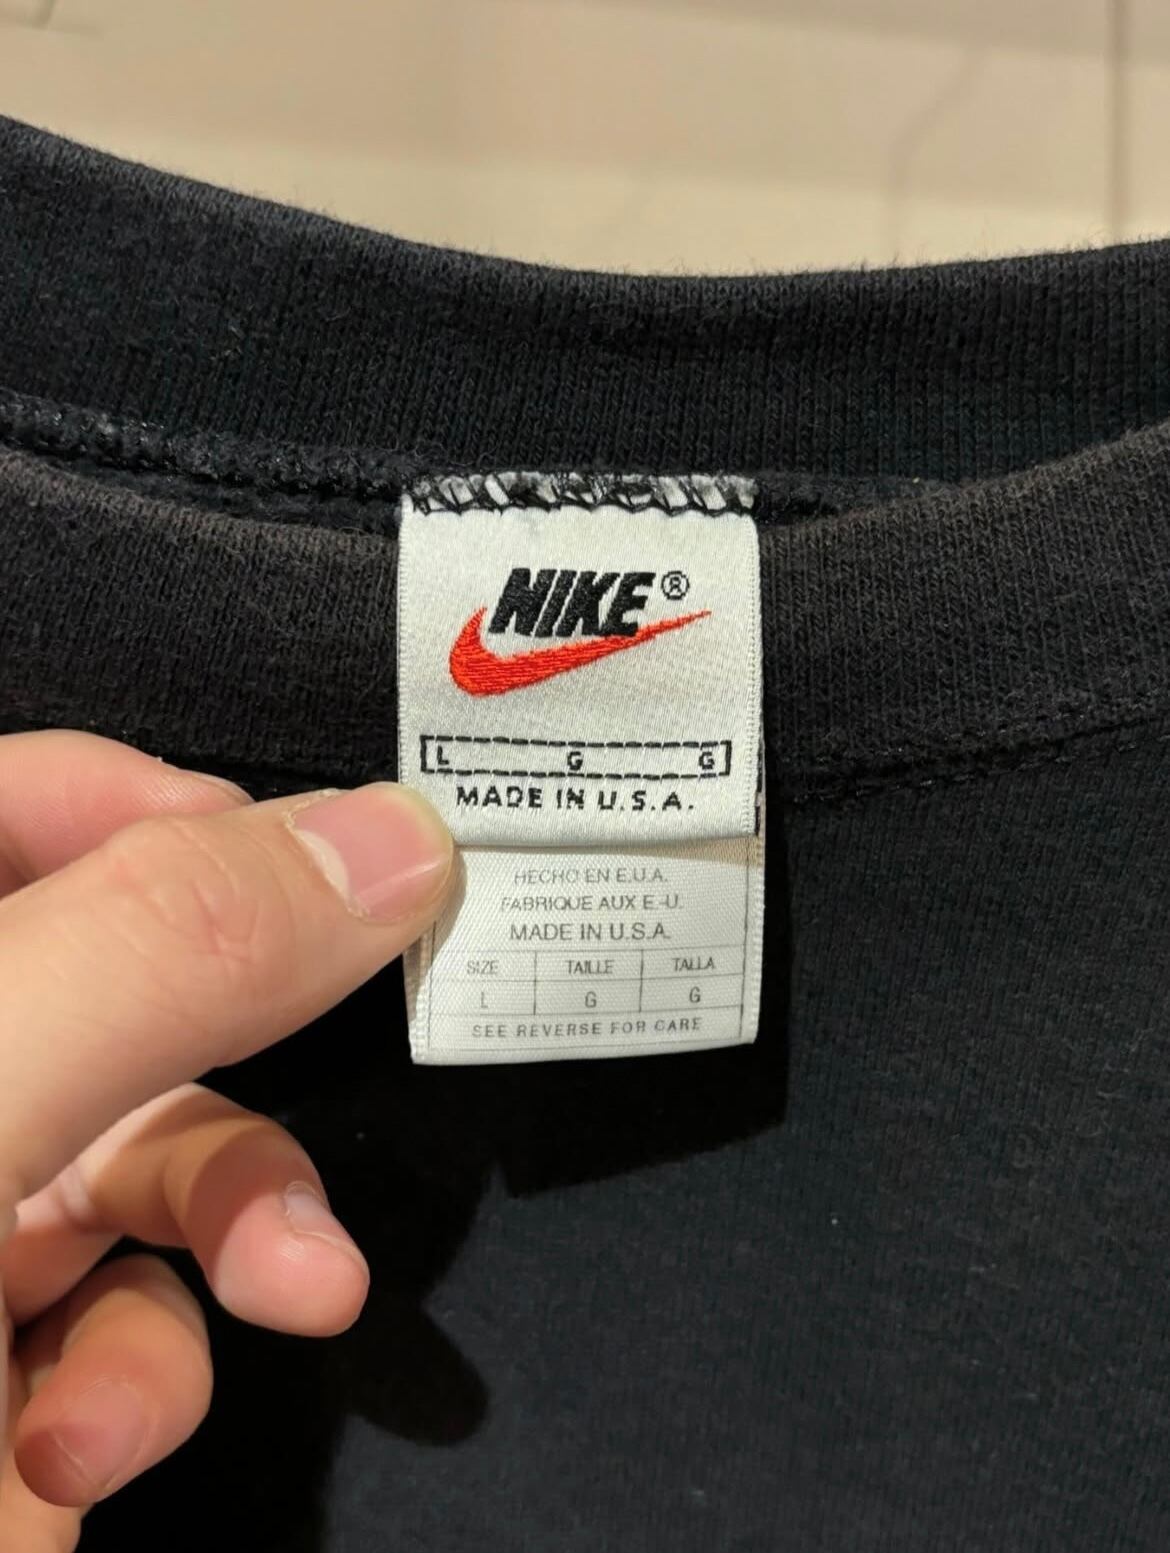 NIKE®
L G G
MADE IN U.S.A.
HECHO EN E.U.A.
FABRIQUE AUX E.-U.
MADE IN U.S.A.
SIZE TAILLE TALLA
L G G
SEE REVERSE FOR CARE